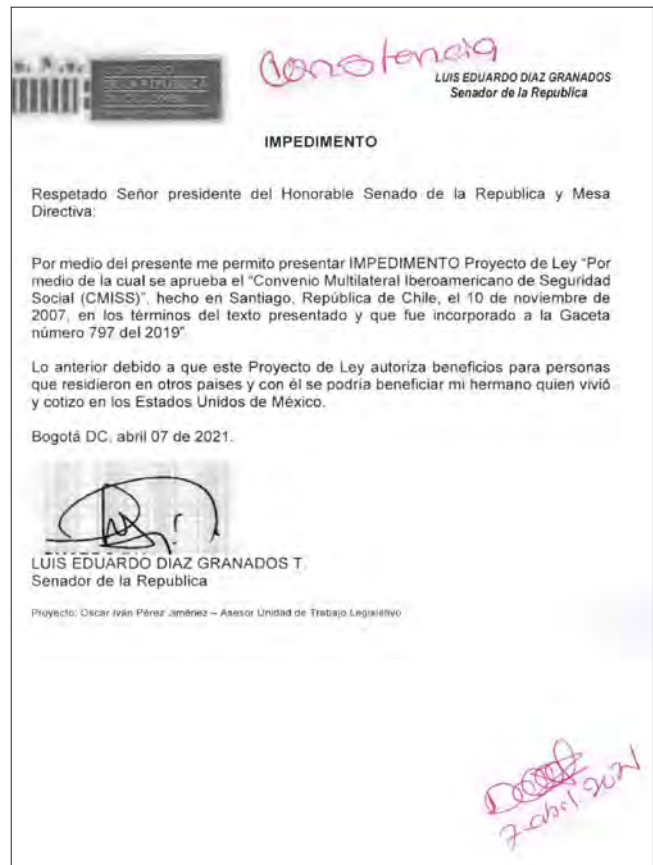 Constancia
LUIS EDUARDO DIAZ GRANADOS
Senador de la Republica
IMPEDIMENTO
Respetado Señor presidente del Honorable Senado de la Republica y Mesa
Directiva:
Por medio del presente me permito presentar IMPEDIMENTO Proyecto de Ley "Por
medio de la cual se aprueba el "Convenio Multilateral Iberoamericano de Seguridad
Social (CMISS)", hecho en Santiago, República de Chile, el 10 de noviembre de
2007, en los términos del texto presentado y que fue incorporado a la Gaceta
número 797 del 2019"
Lo anterior debido a que este Proyecto de Ley autoriza beneficios para personas
que residieron en otros paises y con él se podría beneficiar mi hermano quien vivió
y cotizo en los Estados Unidos de México.
Bogotá DC, abril 07 de 2021.
LUIS EDUARDO DIAZ GRANADOS T.
Senador de la Republica
Proyecto: Oscar Iván Pérez Jiménez – Asesor Unidad de Trabajo Legislativo
7-abril 2021